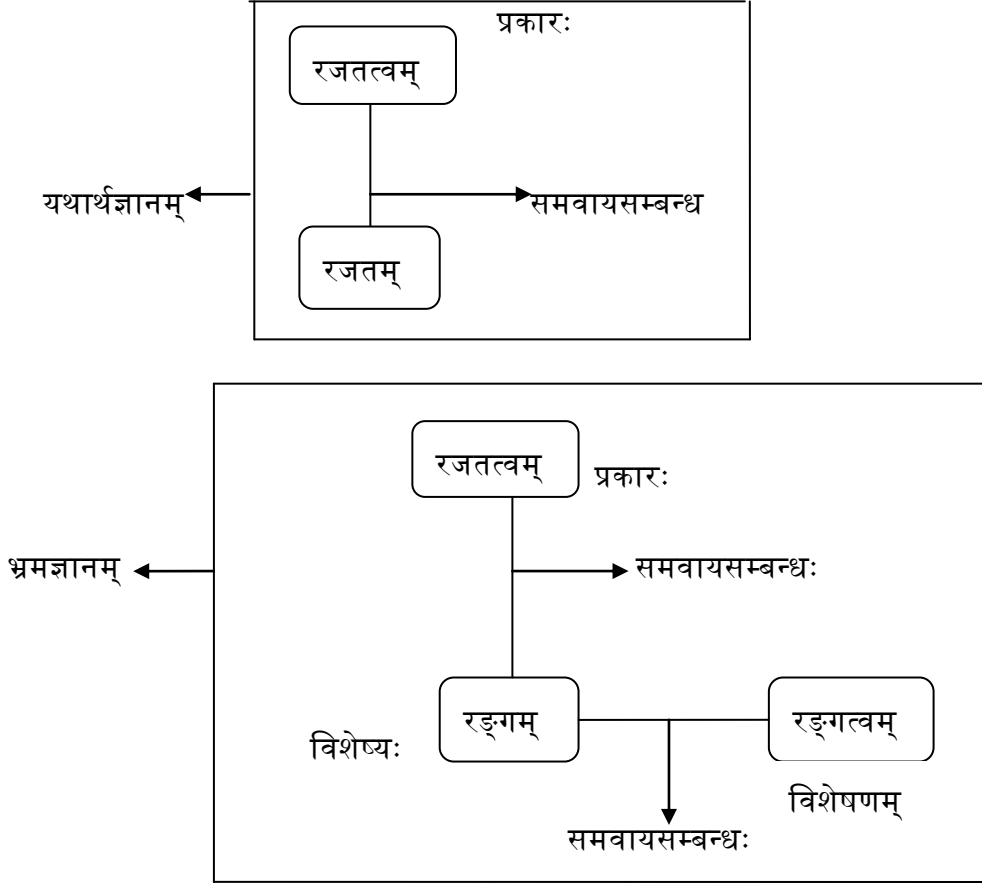 प्रकारः
रजतत्वम्
यथार्थज्ञानम्
समवायसम्बन्ध
रजतम्
रजतत्वम्
प्रकारः
भ्रमज्ञानम्
समवायसम्बन्धः
रङ्गम्
रङ्गत्वम्
विशेष्यः
विशेषणम्
समवायसम्बन्धः